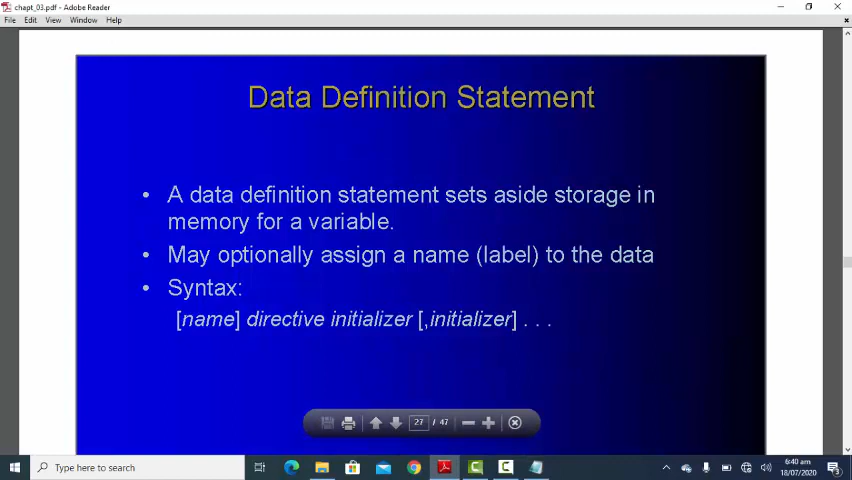 chapt_03.pdf - Adobe Reader
File Edit View Window Help
Data Definition Statement
• A data definition statement sets aside storage in
memory for a variable.
• May optionally assign a name (label) to the data
• Syntax:
[name] directive initializer [,initializer] . . .
27 / 47
Type here to search
6:40 am
18/07/2020
3